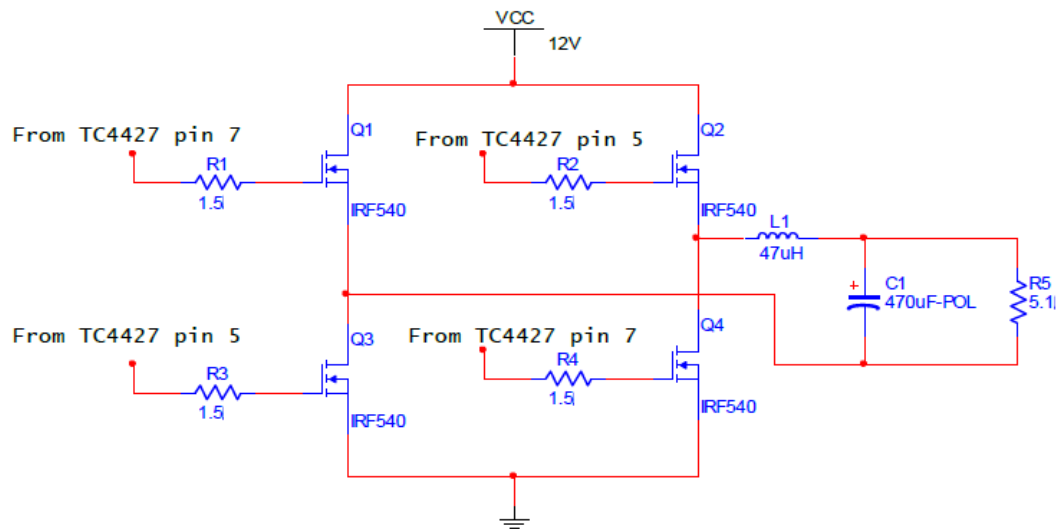 VCC
12V
From TC4427 pin 7
Q1
R1
1.5
IRF540
From TC4427 pin 5
Q2
R2
1.5
IRF540
L1
47uH
C1
470uF-POL
R5
5.1
From TC4427 pin 5
Q3
R3
1.5
IRF540
From TC4427 pin 7
Q4
R4
1.5
IRF540